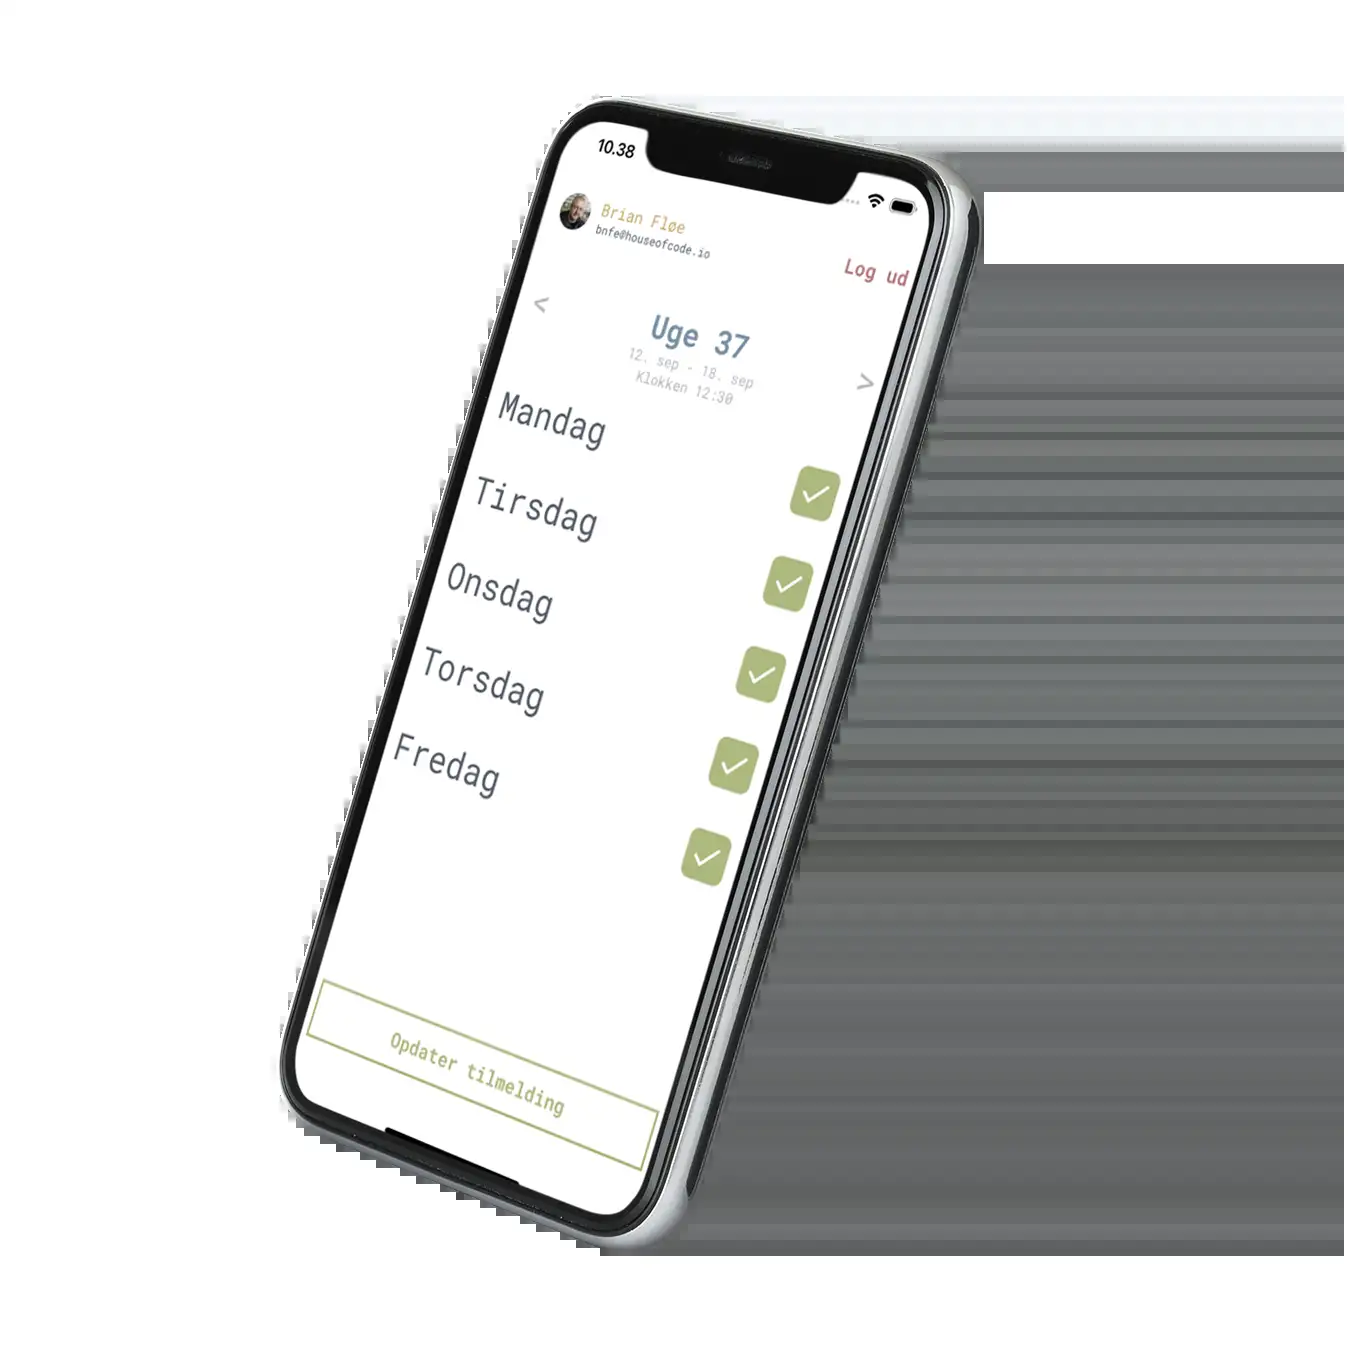 10.38
Brian Fløe
bnfe@houseofcode.io
Log ud
<
Uge 37
12. sep - 18. sep
Klokken 12:30
>
Mandag
Tirsdag
Onsdag
Torsdag
Fredag
Opdater tilmelding